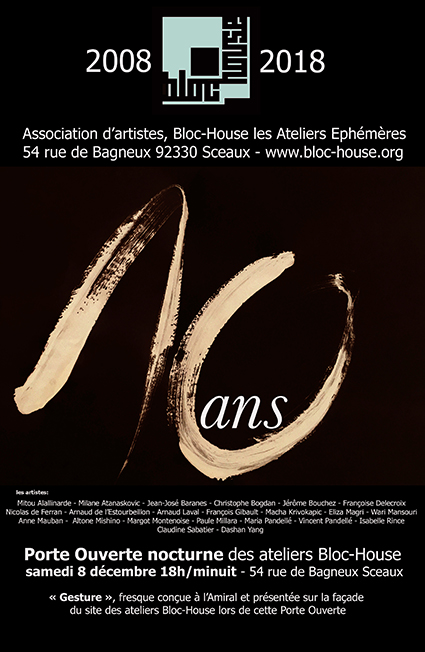 2008
bloc house
2018
Association d'artistes, Bloc-House les Ateliers Ephémères
54 rue de Bagneux 92330 Sceaux - www.bloc-house.org
10
ans
les artistes:
Mitou Alallinarde - Milane Atanaskovic - Jean-José Baranes - Christophe Bogdan - Jérôme Bouchez - Françoise Delecroix
Nicolas de Ferran - Arnaud de l'Estourbeillon - Arnaud Laval - François Gibault - Macha Krivokapic - Eliza Magri - Wari Mansouri
Anne Mauban - Altone Mishino - Margot Montenoise - Paule Millara - Maria Pandellé - Vincent Pandellé - Isabelle Rince
Claudine Sabatier - Dashan Yang
Porte Ouverte nocturne des ateliers Bloc-House
samedi 8 décembre 18h/minuit - 54 rue de Bagneux Sceaux
« Gesture », fresque conçue à l'Amiral et présentée sur la façade
du site des ateliers Bloc-House lors de cette Porte Ouverte